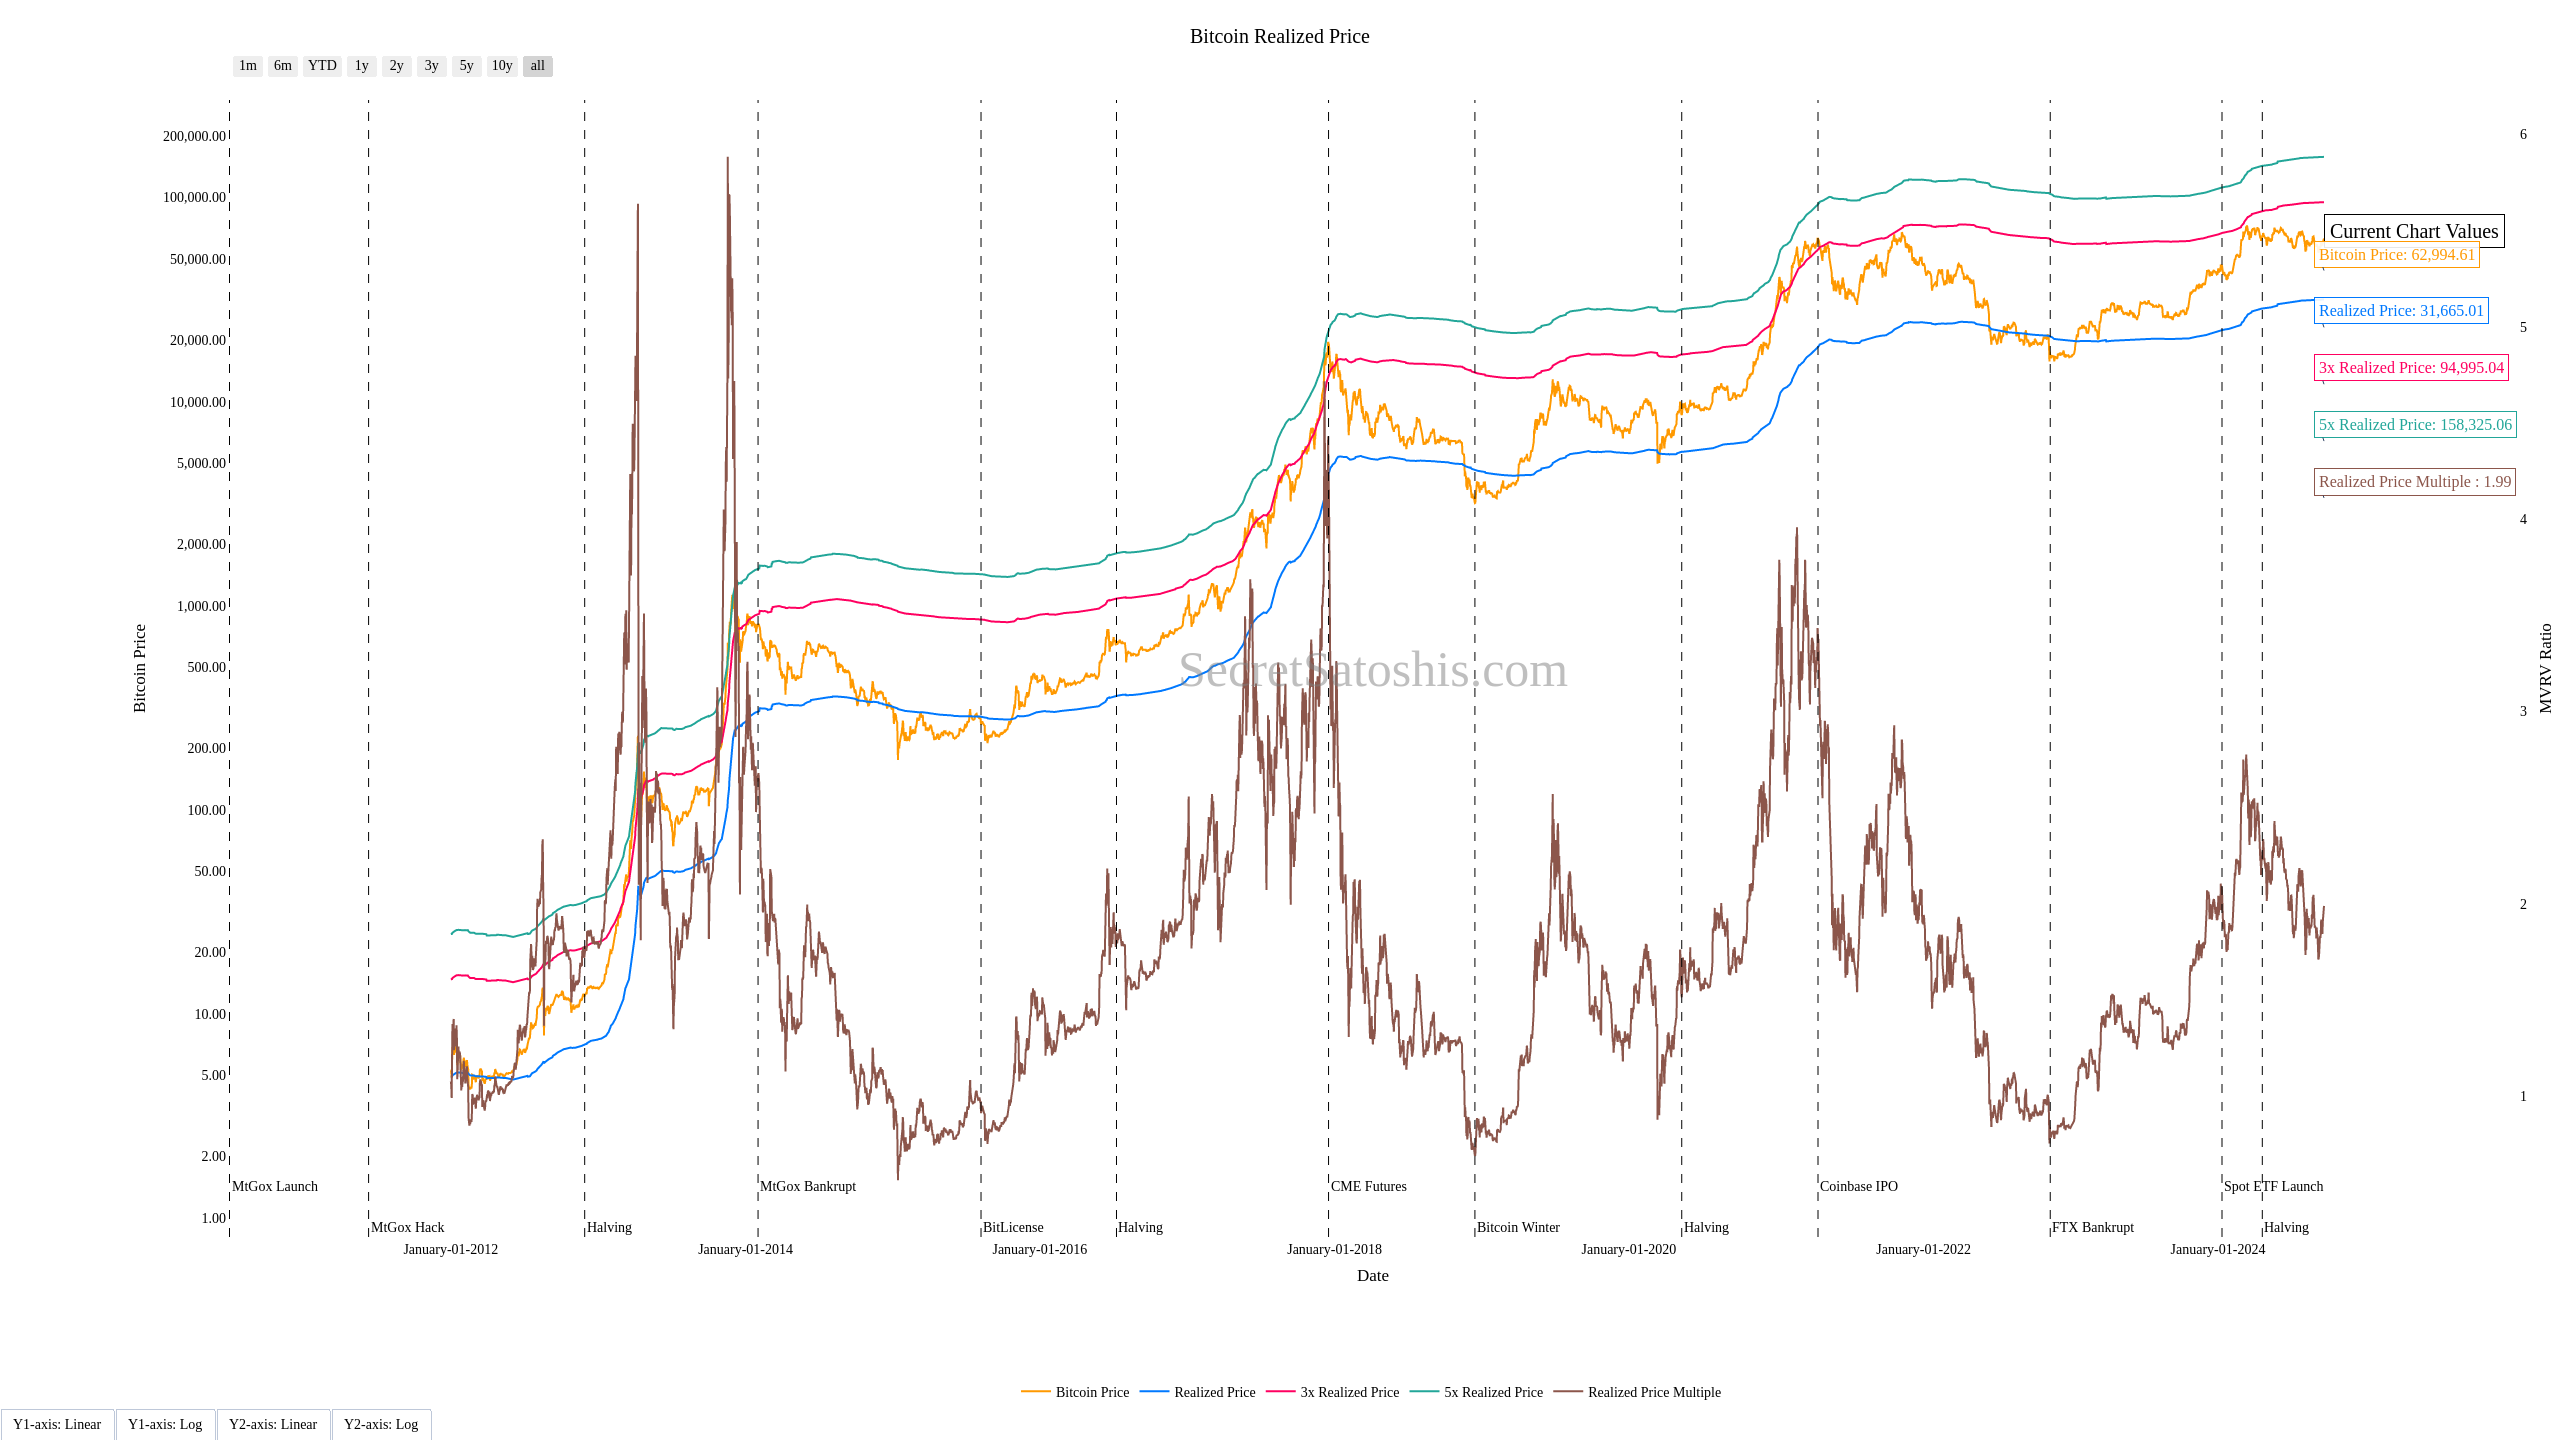 Bitcoin Realized Price
1m 6m YTD 1y 2y 3y 5y 10y all
200,000.00
100,000.00
50,000.00
20,000.00
10,000.00
5,000.00
2,000.00
1,000.00
500.00
200.00
100.00
50.00
20.00
10.00
5.00
2.00
1.00
Bitcoin Price
6
5
4
3
2
1
MVRV Ratio
Current Chart Values
Bitcoin Price: 62,994.61
Realized Price: 31,665.01
3x Realized Price: 94,995.04
5x Realized Price: 158,325.06
Realized Price Multiple : 1.99
SecretSatoshis.com
MtGox Launch
MtGox Bankrupt
CME Futures
Coinbase IPO
Spot ETF Launch
MtGox Hack
Halving
BitLicense
Halving
Bitcoin Winter
Halving
FTX Bankrupt
Halving
January-01-2012
January-01-2014
January-01-2016
January-01-2018
January-01-2020
January-01-2022
January-01-2024
Date
Bitcoin Price
Realized Price
3x Realized Price
5x Realized Price
Realized Price Multiple
Y1-axis: Linear
Y1-axis: Log
Y2-axis: Linear
Y2-axis: Log